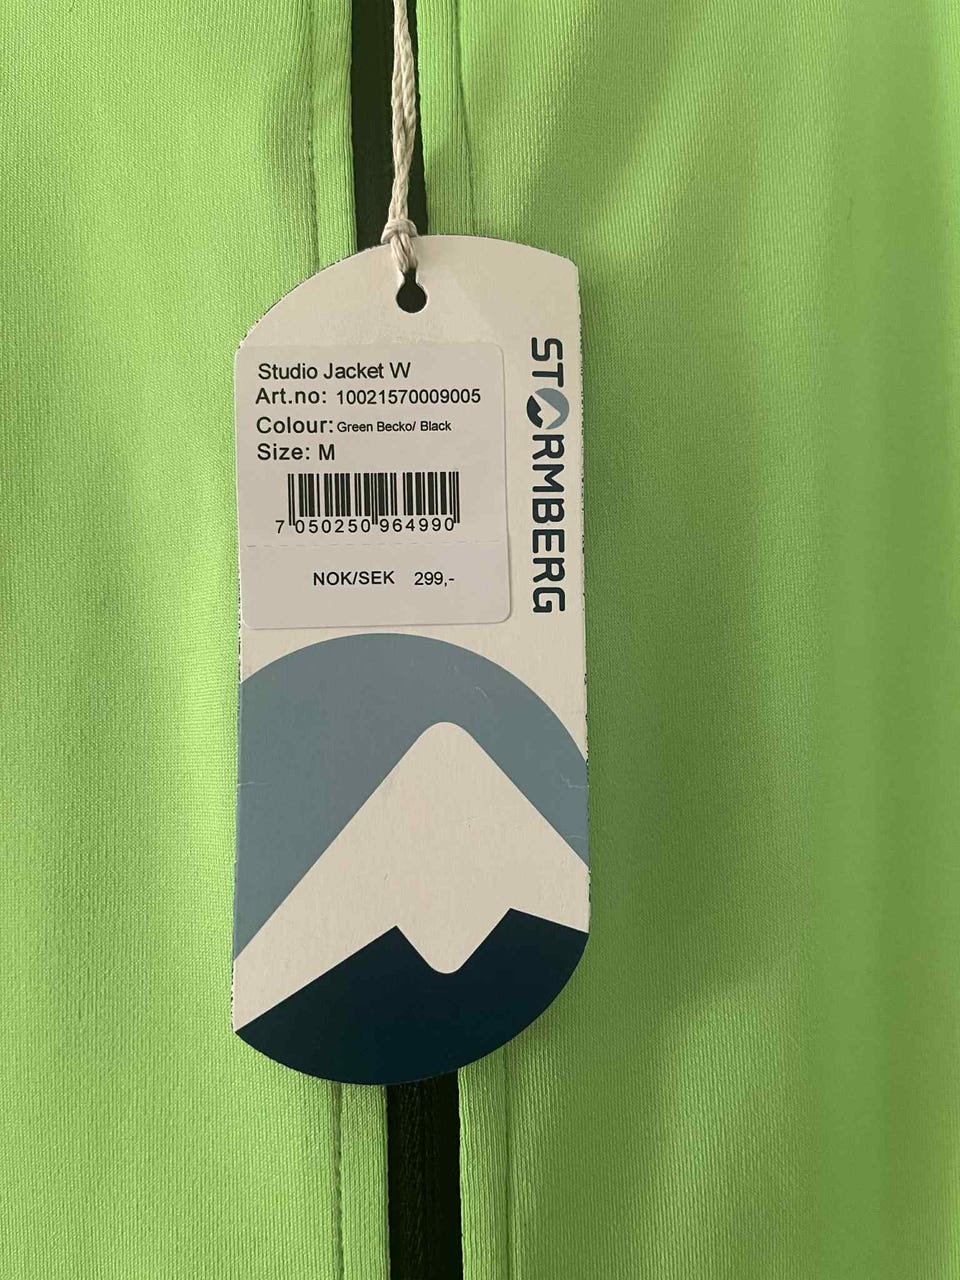 Studio Jacket W
Art.no: 10021570009005
Colour: Green Becko/ Black
Size: M
7 050250 964990
NOK/SEK 299,-
STORMBERG